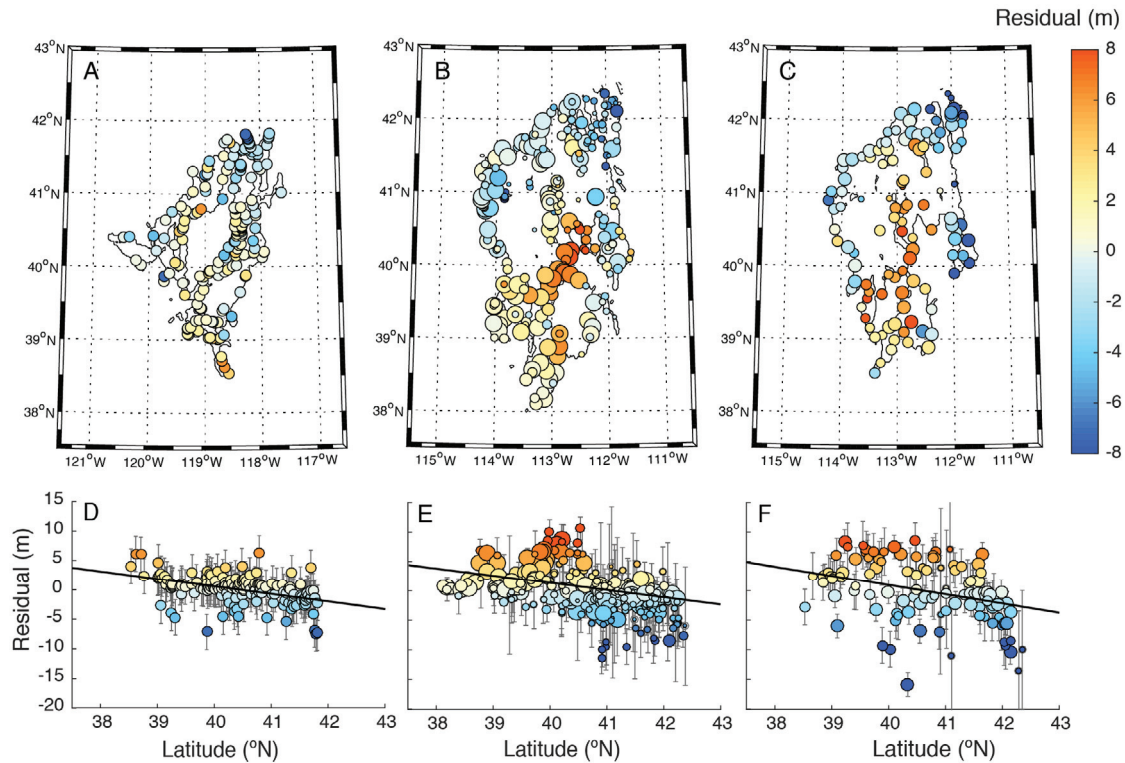 Residual (m)
A
B
C
43°N
42°N
41°N
40°N
39°N
38°N
121°W 120°W 119°W 118°W 117°W
43°N
42°N
41°N
40°N
39°N
38°N
115°W 114°W 113°W 112°W 111°W
43°N
42°N
41°N
40°N
39°N
38°N
115°W 114°W 113°W 112°W 111°W
8
6
4
2
0
-2
-4
-6
-8
D
E
F
Residual (m)
15
10
5
0
-5
-10
-15
-20
38 39 40 41 42 43 38 39 40 41 42 43 38 39 40 41 42 43
Latitude (°N) Latitude (°N) Latitude (°N)